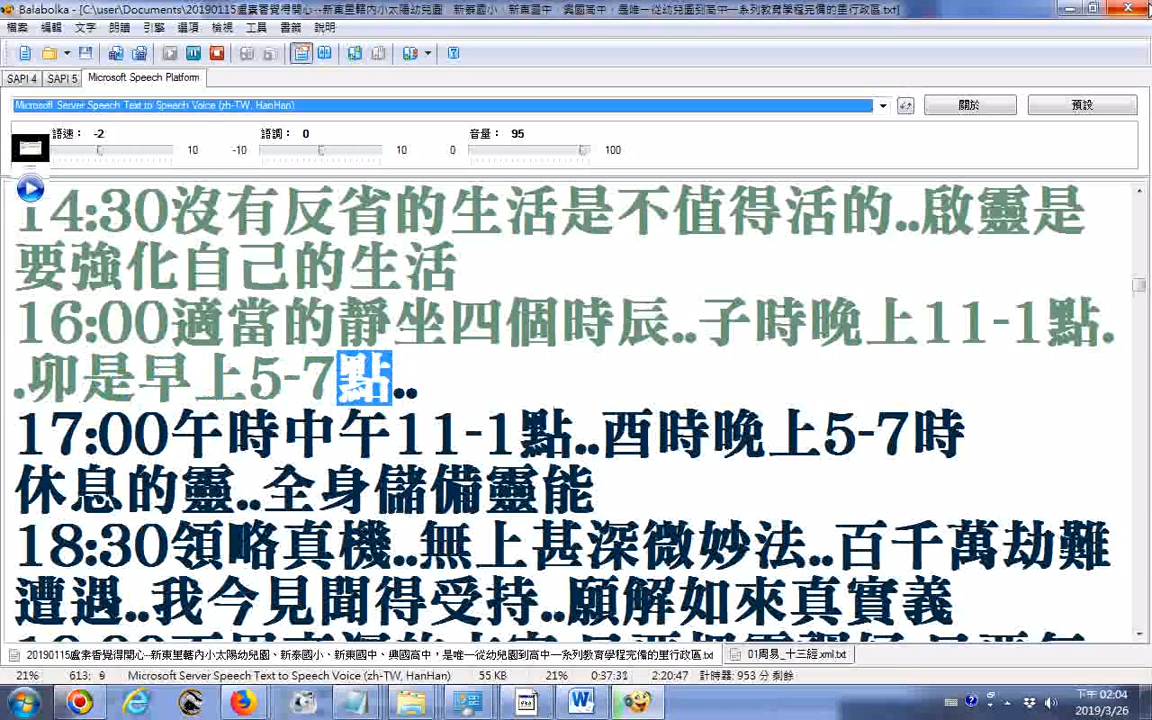 Balabolka - [C:\user\Documents\20190115盧素香覺得開心--新東里轄內小太陽幼兒園、新泰國小、新東國中、興國高中，是唯一從幼兒園到高中一系列教育學程完備的里行政區.txt]
檔案 編輯 文字 朗讀 引擎 選項 檢視 工具 書籤 說明
SAPI 4 SAPI 5 Microsoft Speech Platform
Microsoft Server Speech Text to Speech Voice (zh-TW, HanHan) 關於 預設
語速： -2 語調： 0 音量： 95
10 -10 10 0 100
14:30沒有反省的生活是不值得活的..啟靈是
要強化自己的生活
16:00適當的靜坐四個時辰..子時晚上11-1點.
.卯是早上5-7點..
17:00午時中午11-1點..酉時晚上5-7時
休息的靈..全身儲備靈能
18:30領略真機..無上甚深微妙法..百千萬劫難
遭遇..我今見聞得受持..願解如來真實義
20190115盧素香覺得開心--新東里轄內小太陽幼兒園、新泰國小、新東國中、興國高中，是唯一從幼兒園到高中一系列教育學程完備的里行政區.txt 01周易_十三經.xml.txt
21% 613: 9 Microsoft Server Speech Text to Speech Voice (zh-TW, HanHan) 55 KB 21% 0:37:31 2:20:47 計時器: 953 分 剩餘
下午 02:04
2019/3/26